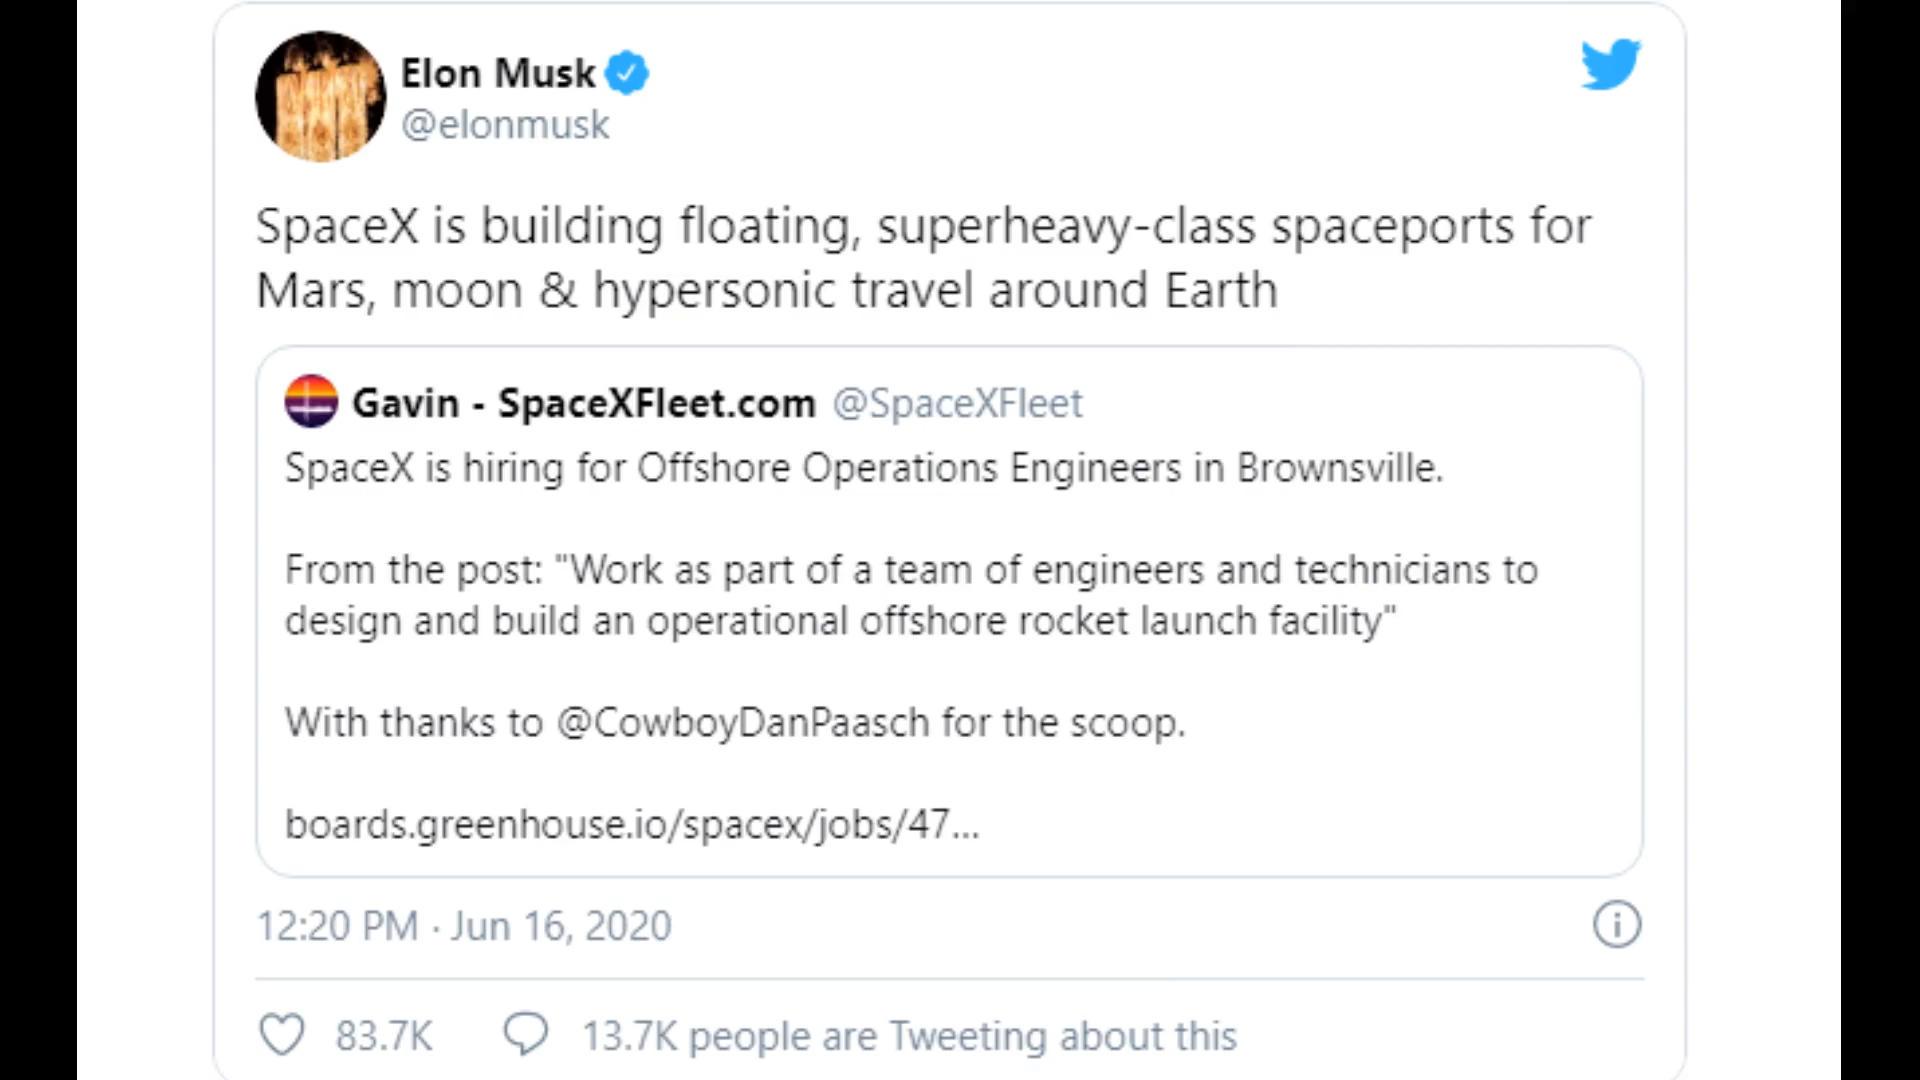 Elon Musk
@elonmusk
SpaceX is building floating, superheavy-class spaceports for
Mars, moon & hypersonic travel around Earth
Gavin - SpaceXFleet.com @SpaceXFleet
SpaceX is hiring for Offshore Operations Engineers in Brownsville.
From the post: "Work as part of a team of engineers and technicians to
design and build an operational offshore rocket launch facility"
With thanks to @CowboyDanPaasch for the scoop.
boards.greenhouse.io/spacex/jobs/47...
12:20 PM · Jun 16, 2020
83.7K 13.7K people are Tweeting about this